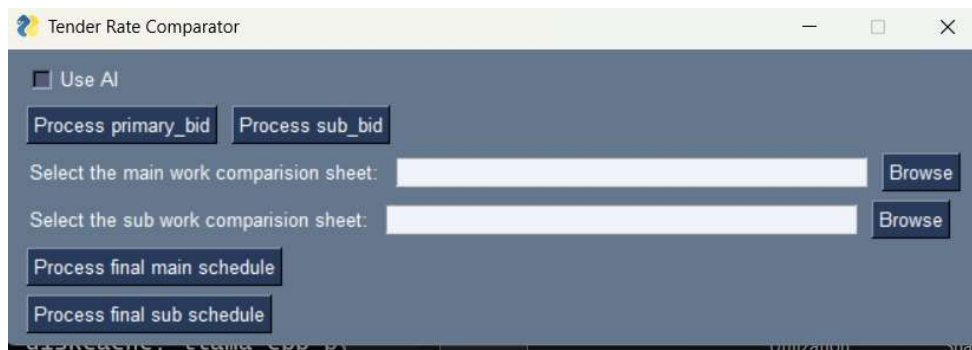 Tender Rate Comparator
Use AI
Process primary_bid Process sub_bid
Select the main work comparision sheet: Browse
Select the sub work comparision sheet: Browse
Process final main schedule
Process final sub schedule